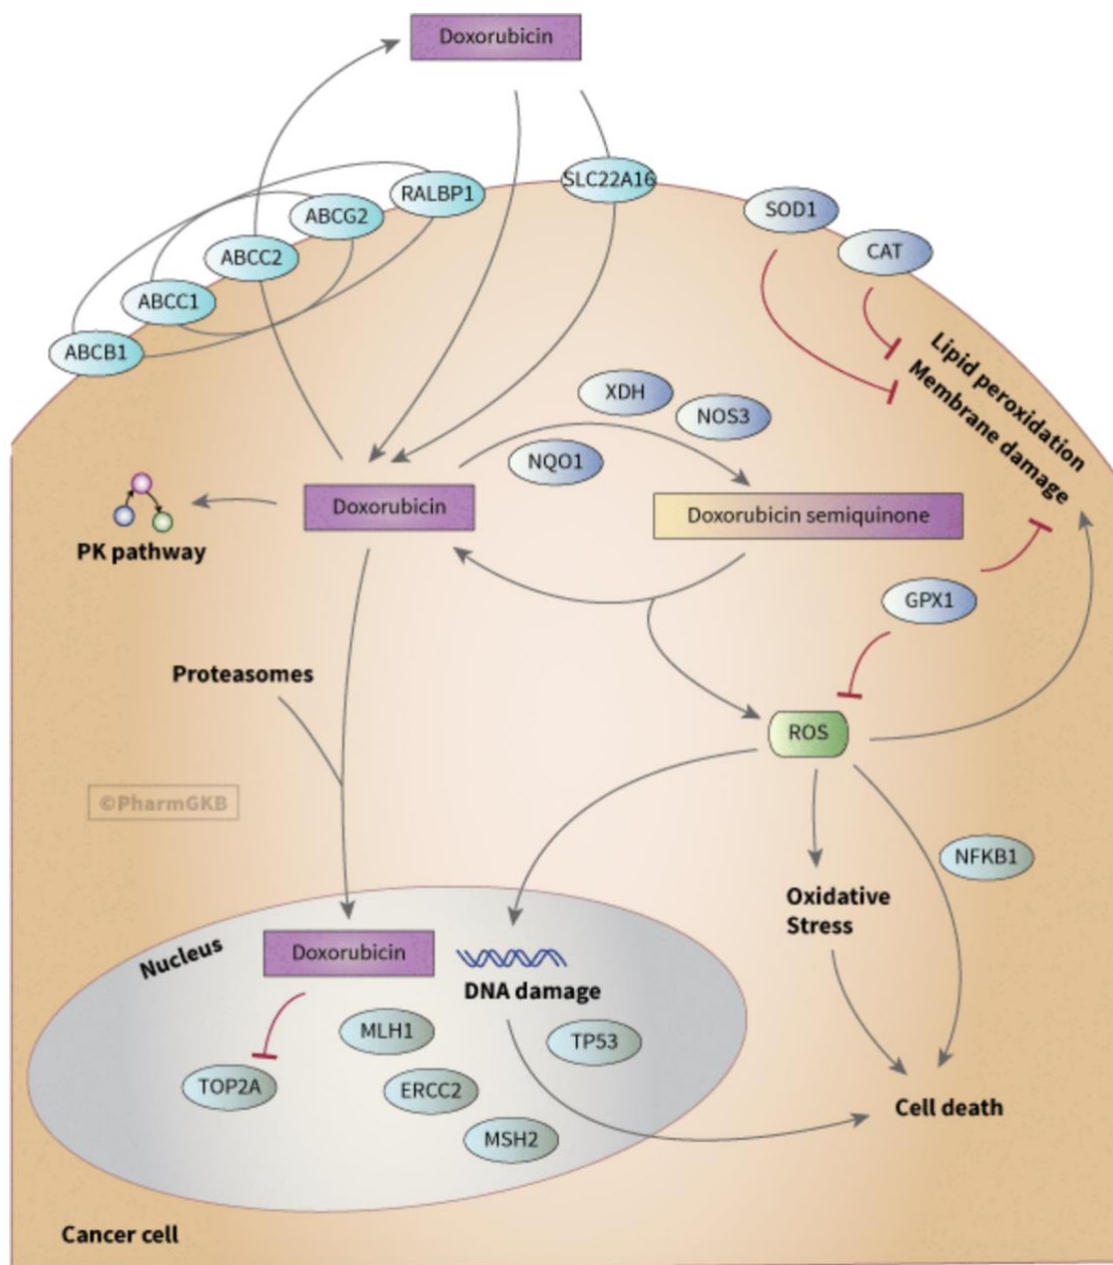 Doxorubicin
RALBP1
SLC22A16
ABCG2
SOD1
ABCC2
CAT
ABCC1
ABCB1
Lipid peroxidation
Membrane damage
XDH
NOS3
NQO1
Doxorubicin
Doxorubicin semiquinone
PK pathway
GPX1
Proteasomes
ROS
©PharmGKB
NFKB1
Oxidative
Stress
Nucleus
Doxorubicin
DNA damage
MLH1
TP53
TOP2A
ERCC2
MSH2
Cell death
Cancer cell